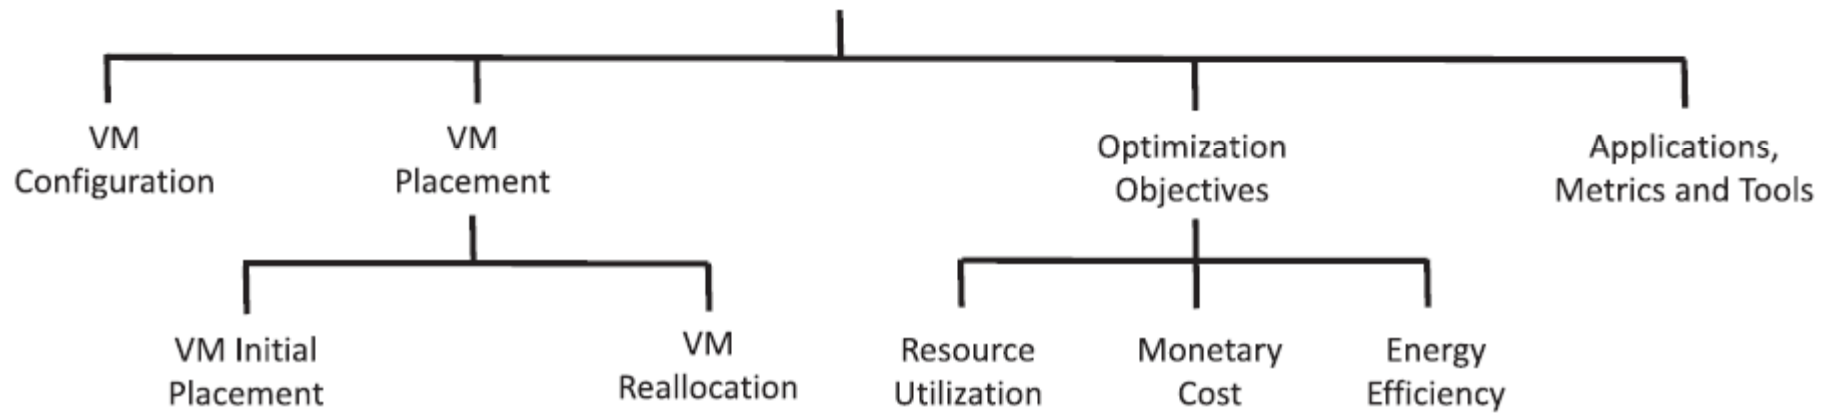 VM
Configuration
VM
Placement
Optimization
Objectives
Applications,
Metrics and Tools
VM Initial
Placement
VM
Reallocation
Resource
Utilization
Monetary
Cost
Energy
Efficiency